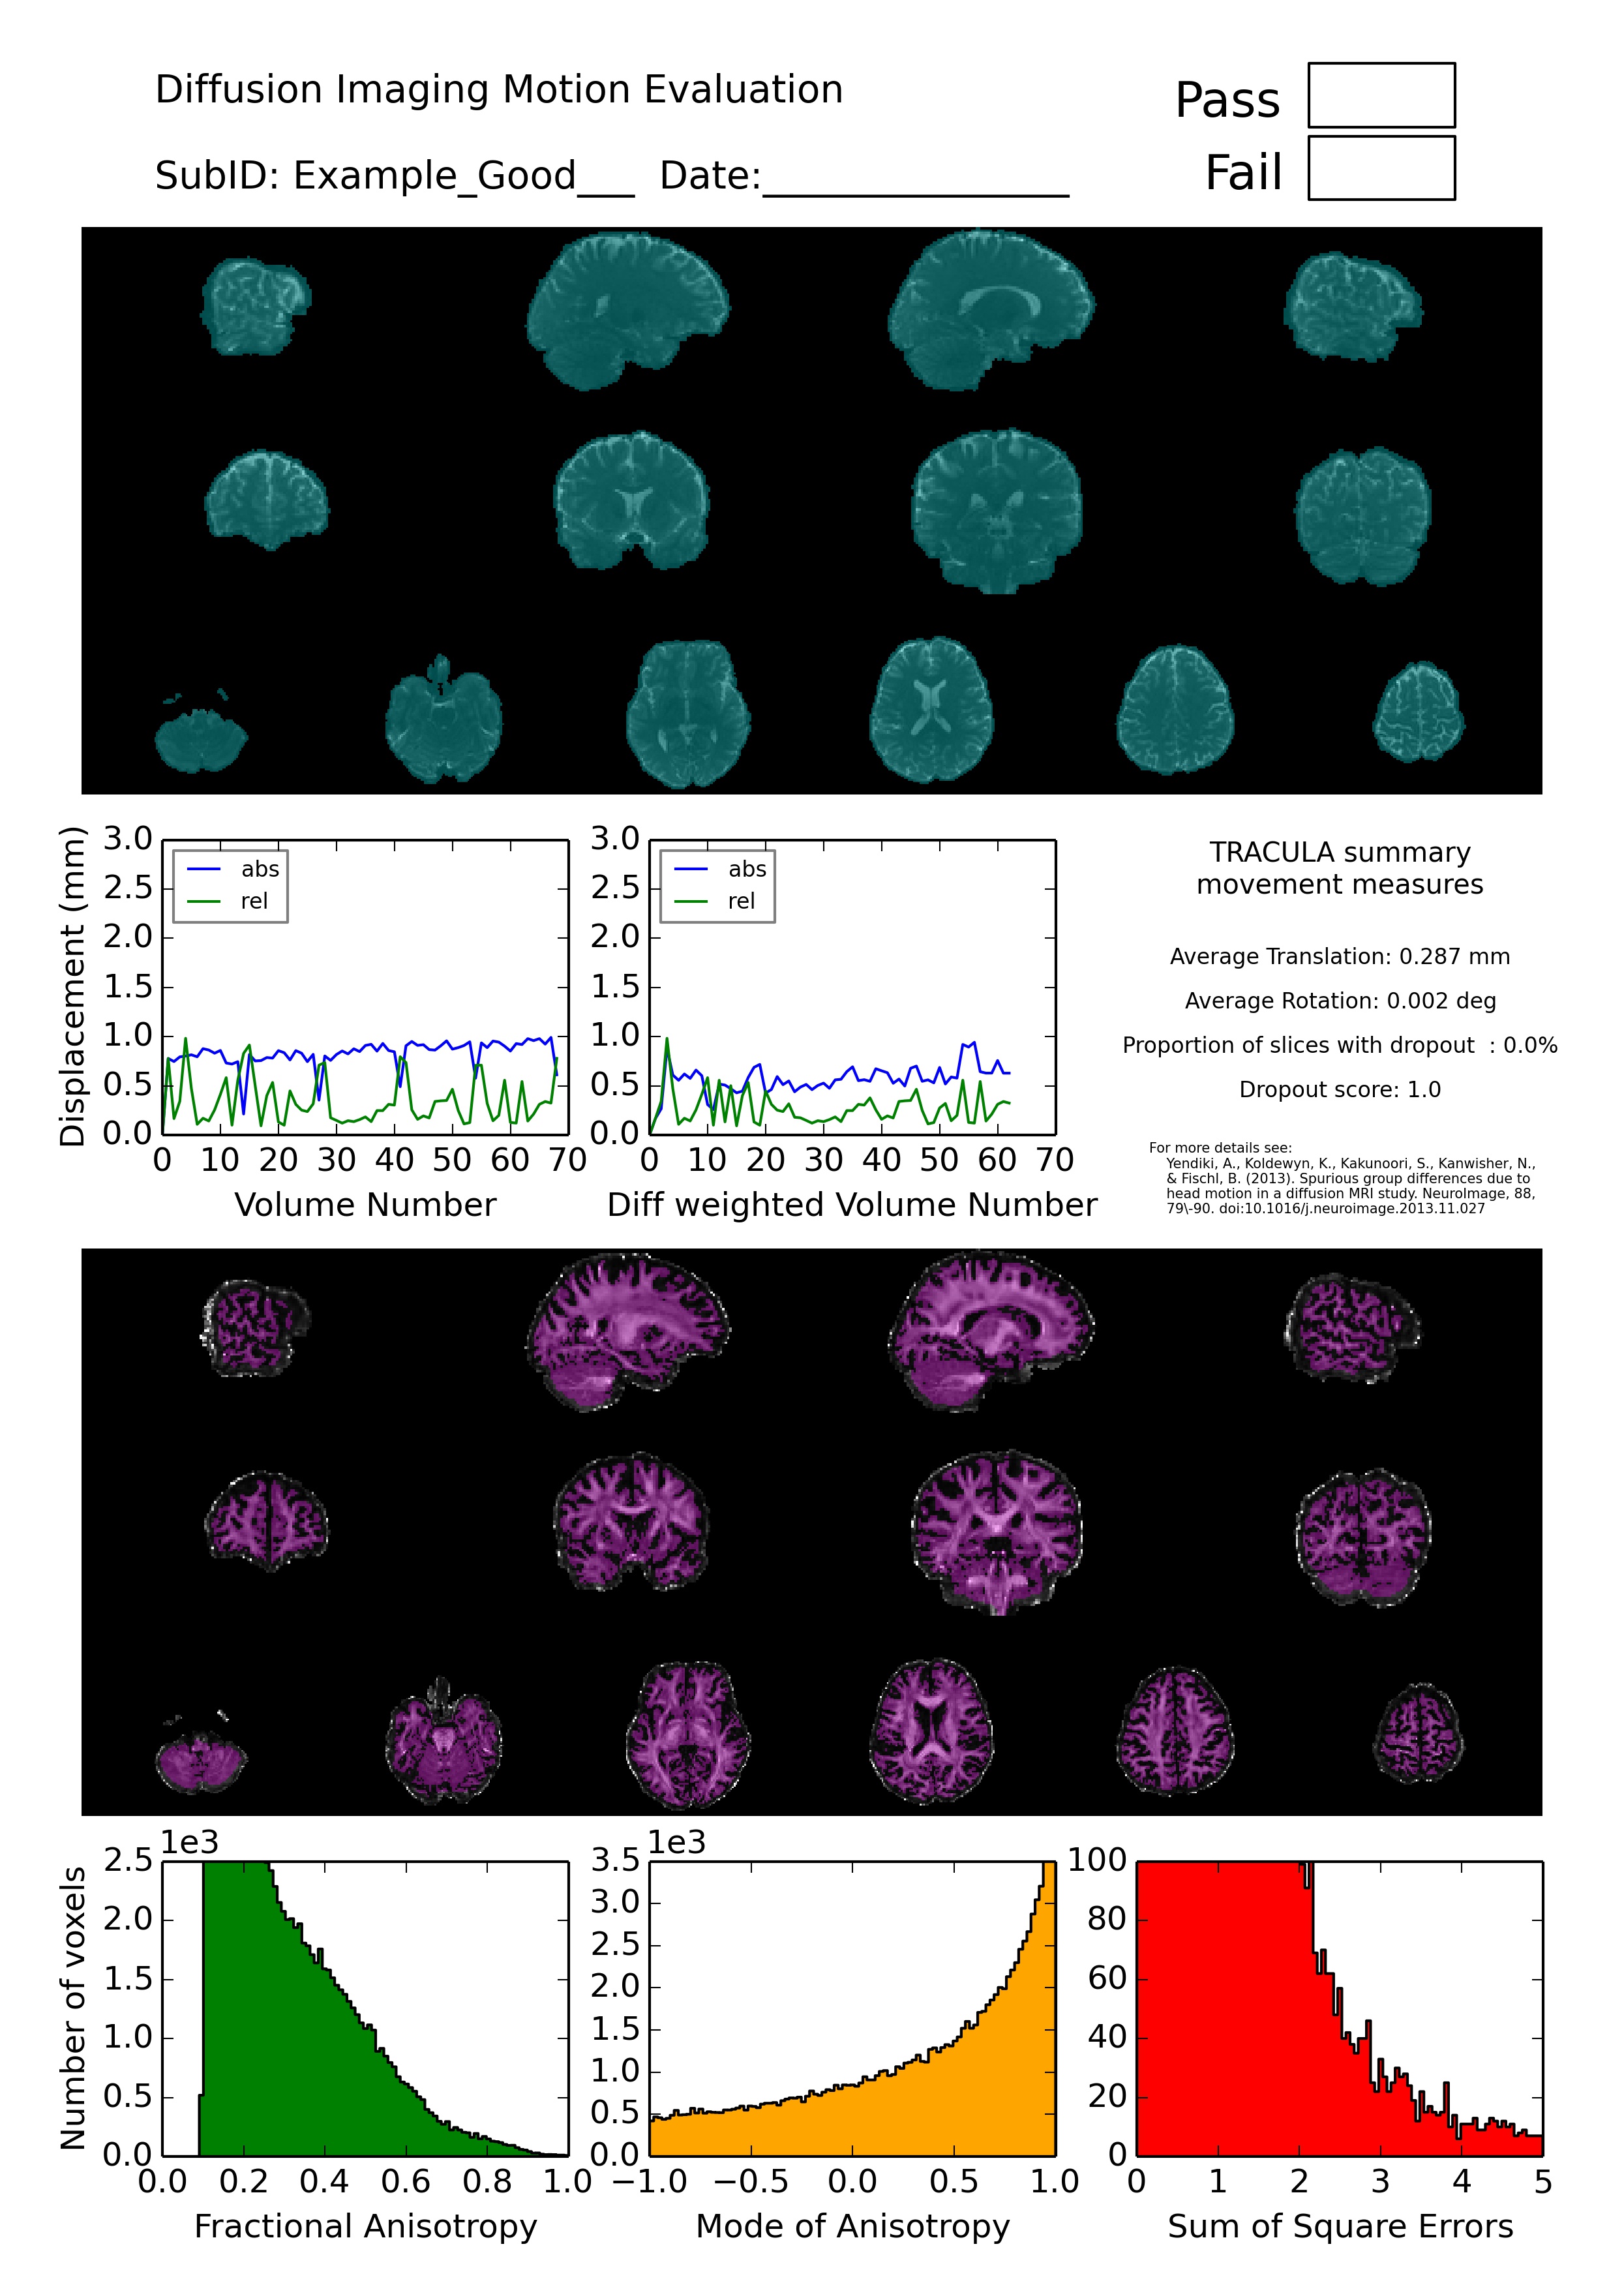 Diffusion Imaging Motion Evaluation
Pass
SubID: Example_Good___ Date:________________
Fail
Displacement (mm)
3.0
2.5
2.0
1.5
1.0
0.5
0.0
abs
rel
0 10 20 30 40 50 60 70
Volume Number
3.0
2.5
2.0
1.5
1.0
0.5
0.0
abs
rel
0 10 20 30 40 50 60 70
Diff weighted Volume Number
TRACULA summary
movement measures
Average Translation: 0.287 mm
Average Rotation: 0.002 deg
Proportion of slices with dropout : 0.0%
Dropout score: 1.0
For more details see:
Yendiki, A., Koldewyn, K., Kakunoori, S., Kanwisher, N.,
& Fischl, B. (2013). Spurious group differences due to
head motion in a diffusion MRI study. NeuroImage, 88,
79\-90. doi:10.1016/j.neuroimage.2013.11.027
Number of voxels
1e3
2.5
2.0
1.5
1.0
0.5
0.0
0.0 0.2 0.4 0.6 0.8 1.0
Fractional Anisotropy
1e3
3.5
3.0
2.5
2.0
1.5
1.0
0.5
0.0
−1.0 −0.5 0.0 0.5 1.0
Mode of Anisotropy
100
80
60
40
20
0
0 1 2 3 4 5
Sum of Square Errors